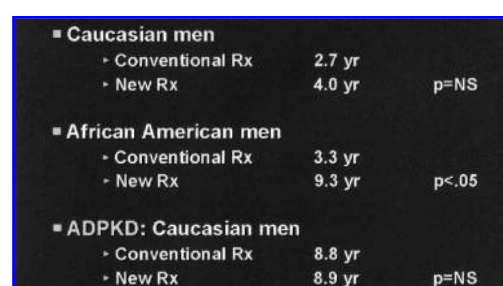 ▪ Caucasian men
▸ Conventional Rx 2.7 yr
▸ New Rx 4.0 yr p=NS
▪ African American men
▸ Conventional Rx 3.3 yr
▸ New Rx 9.3 yr p<.05
▪ ADPKD: Caucasian men
▸ Conventional Rx 8.8 yr
▸ New Rx 8.9 yr p=NS